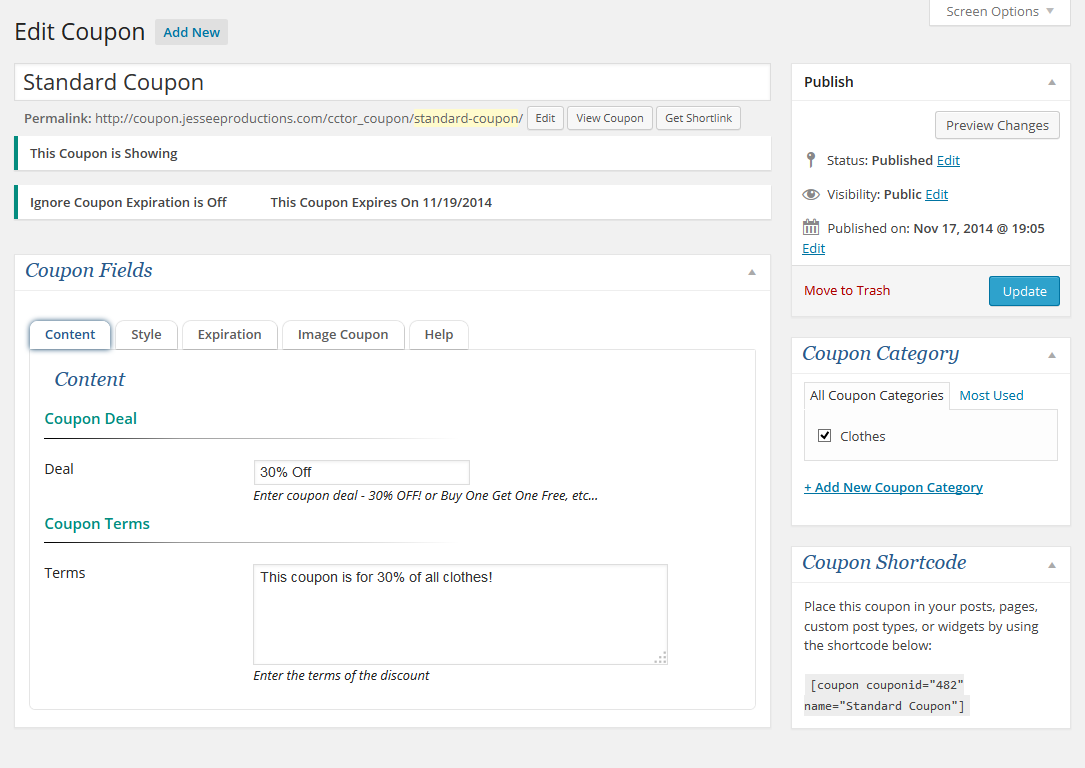 Screen Options
Edit Coupon Add New
Standard Coupon
Permalink: http://coupon.jesseeproductions.com/cctor_coupon/standard-coupon/ Edit View Coupon Get Shortlink
This Coupon is Showing
Ignore Coupon Expiration is Off This Coupon Expires On 11/19/2014
Coupon Fields
Content Style Expiration Image Coupon Help
Content
Coupon Deal
Deal 30% Off
Enter coupon deal - 30% OFF! or Buy One Get One Free, etc...
Coupon Terms
Terms This coupon is for 30% of all clothes!
Enter the terms of the discount
Publish
Preview Changes
Status: Published Edit
Visibility: Public Edit
Published on: Nov 17, 2014 @ 19:05
Edit
Move to Trash Update
Coupon Category
All Coupon Categories Most Used
Clothes
+ Add New Coupon Category
Coupon Shortcode
Place this coupon in your posts, pages,
custom post types, or widgets by using
the shortcode below:
[coupon couponid="482"
name="Standard Coupon"]